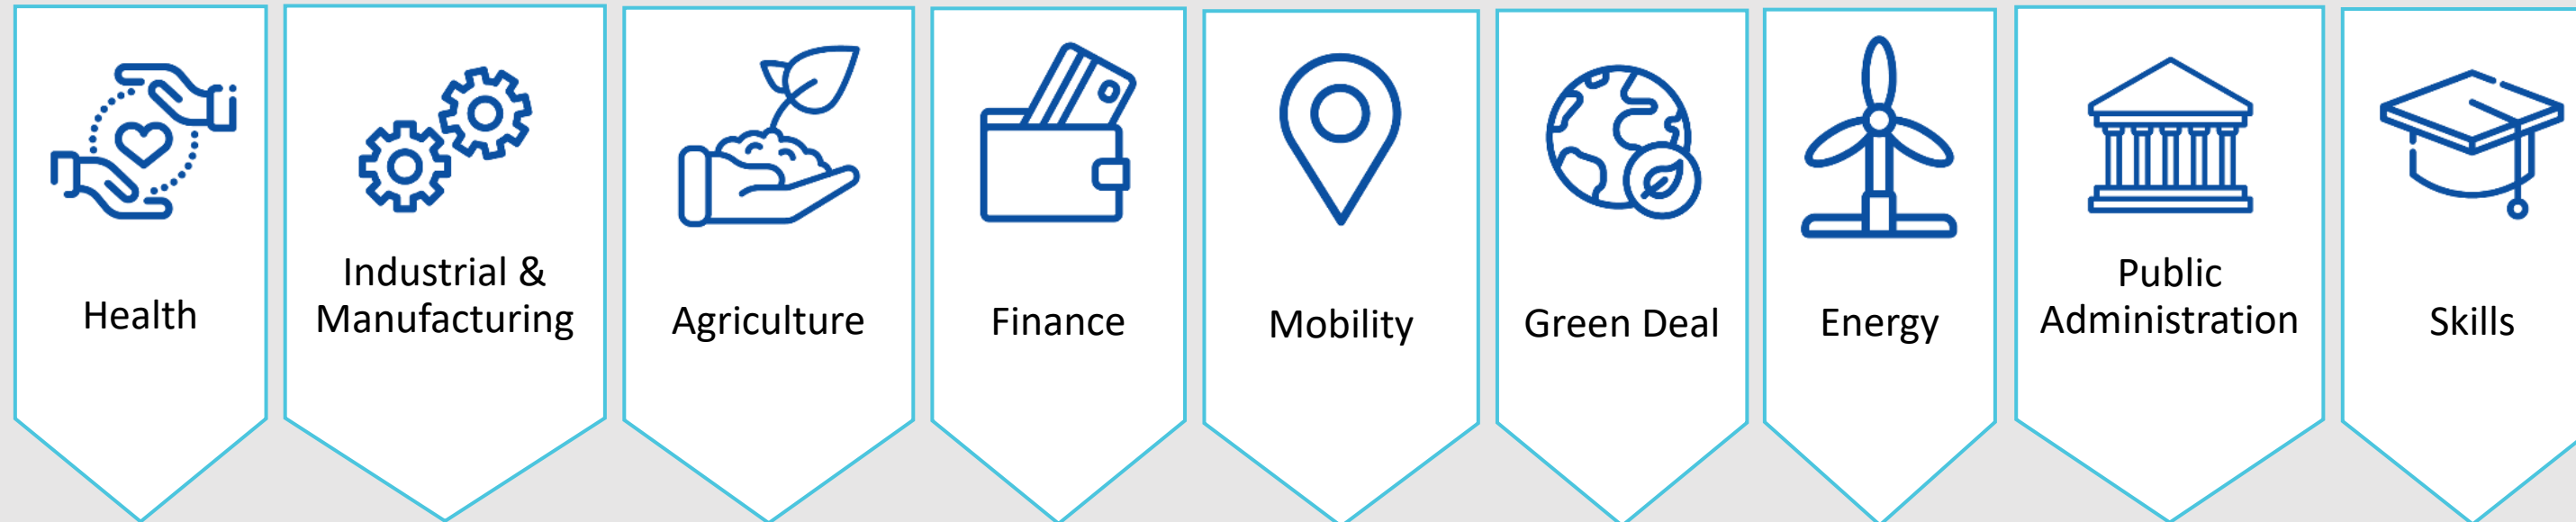 Health
Industrial &
Manufacturing
Agriculture
Finance
Mobility
Green Deal
Energy
Public
Administration
Skills